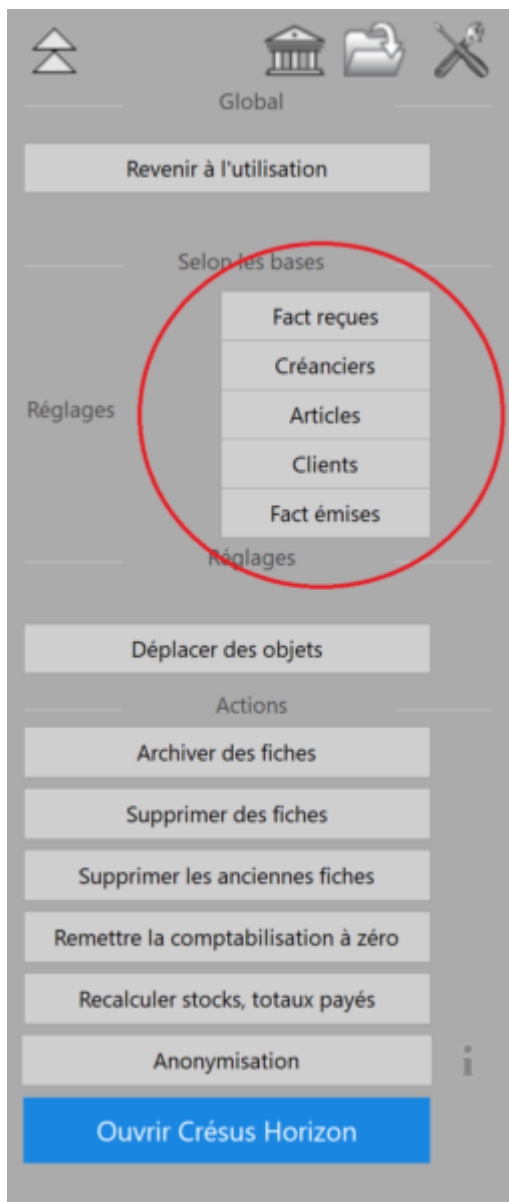 Global
Revenir à l'utilisation
Selon les bases
Fact reçues
Créanciers
Réglages
Articles
Clients
Fact émises
Réglages
Déplacer des objets
Actions
Archiver des fiches
Supprimer des fiches
Supprimer les anciennes fiches
Remettre la comptabilisation à zéro
Recalculer stocks, totaux payés
Anonymisation
Ouvrir Crésus Horizon